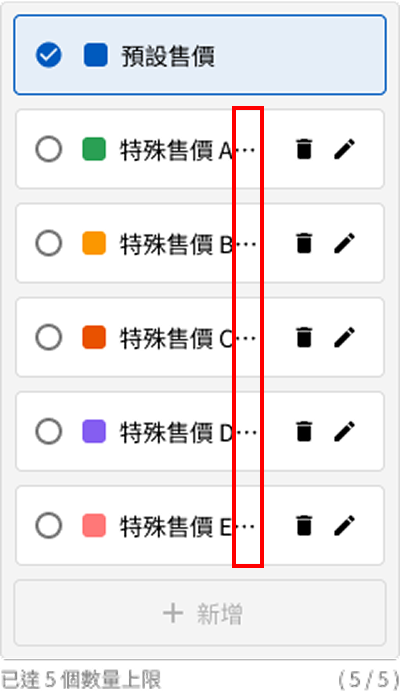 預設售價
特殊售價 A…
特殊售價 B…
特殊售價 C…
特殊售價 D…
特殊售價 E…
+ 新增
已達 5 個數量上限 ( 5 / 5 )